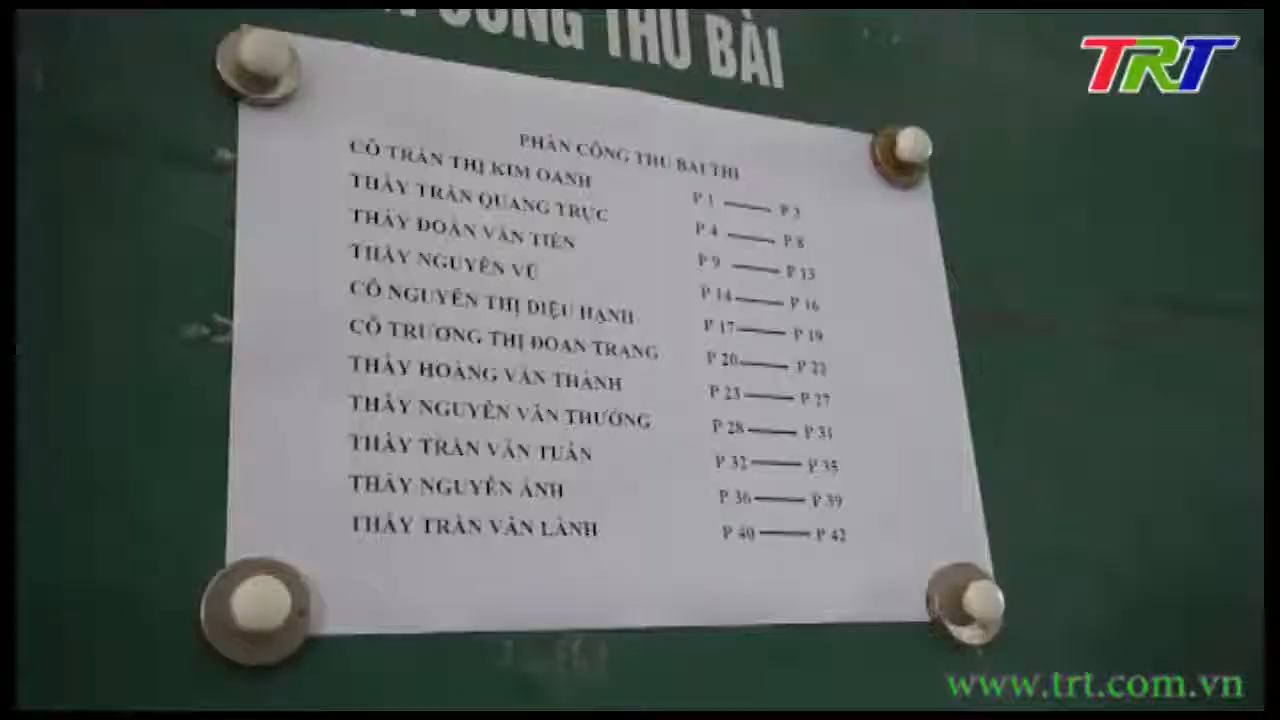 CÔNG THU BÀI
TRT
PHÂN CÔNG THU BÀI THI
CÔ TRẦN THỊ KIM OANH P 1 — P 3
THẦY TRẦN QUANG TRỰC P 4 — P 8
THẦY ĐOÀN VĂN TIẾN P 9 — P 13
THẦY NGUYỄN VŨ P 14 — P 16
CÔ NGUYỄN THỊ DIỆU HẠNH P 17 — P 19
CÔ TRƯƠNG THỊ ĐOAN TRANG P 20 — P 22
THẦY HOÀNG VĂN THÀNH P 23 — P 27
THẦY NGUYỄN VĂN THƯỜNG P 28 — P 31
THẦY TRẦN VĂN TUẤN P 32 — P 35
THẦY NGUYỄN ÁNH P 36 — P 39
THẦY TRẦN VĂN LÀNH P 40 — P 42
www.trt.com.vn